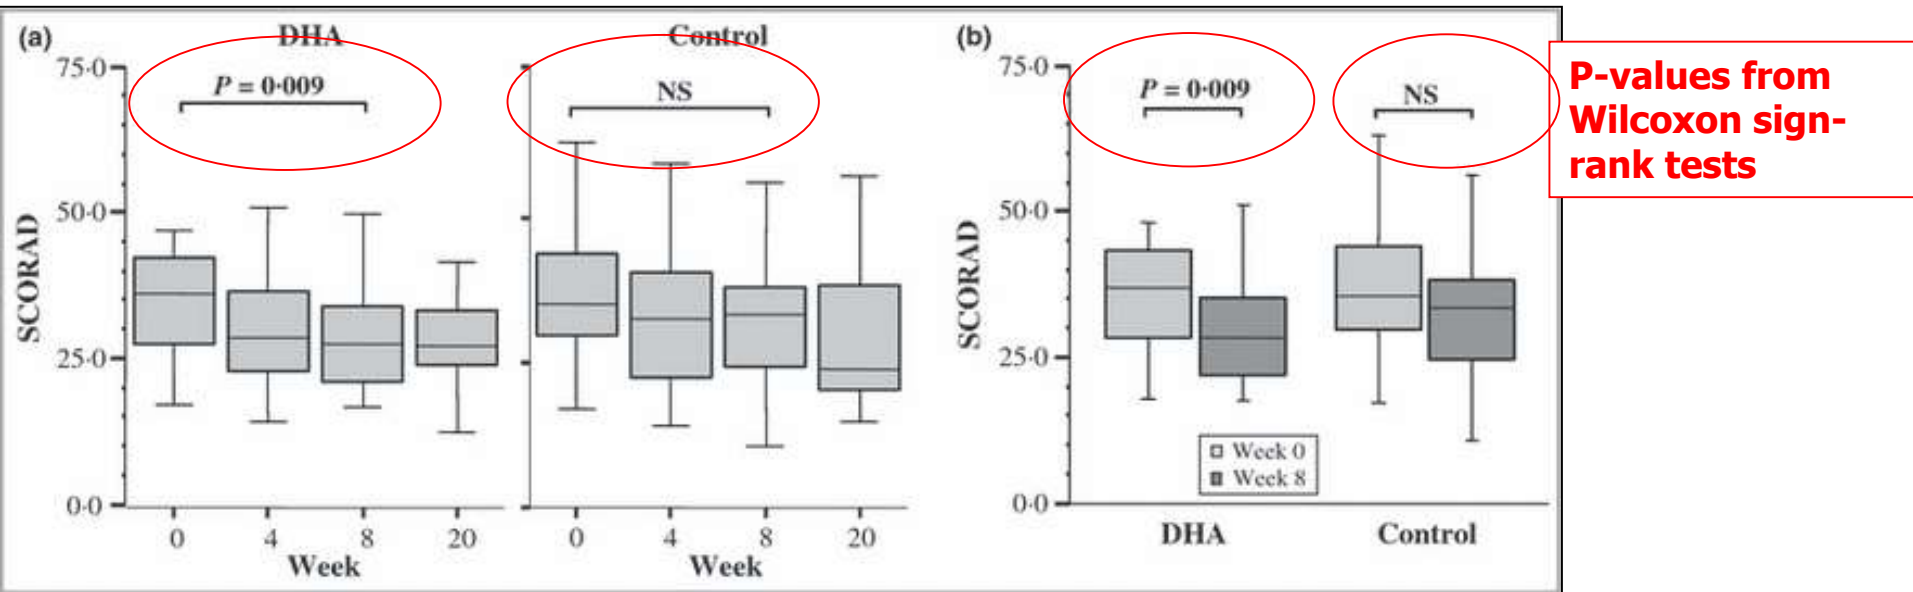 (a)
DHA
Control
(b)
75·0
P = 0·009
NS
75·0
P = 0·009
NS
P-values from
Wilcoxon sign-
rank tests
SCORAD
50·0
25·0
0·0
0 4 8 20
Week
0 4 8 20
Week
SCORAD
50·0
25·0
0·0
Week 0
Week 8
DHA
Control